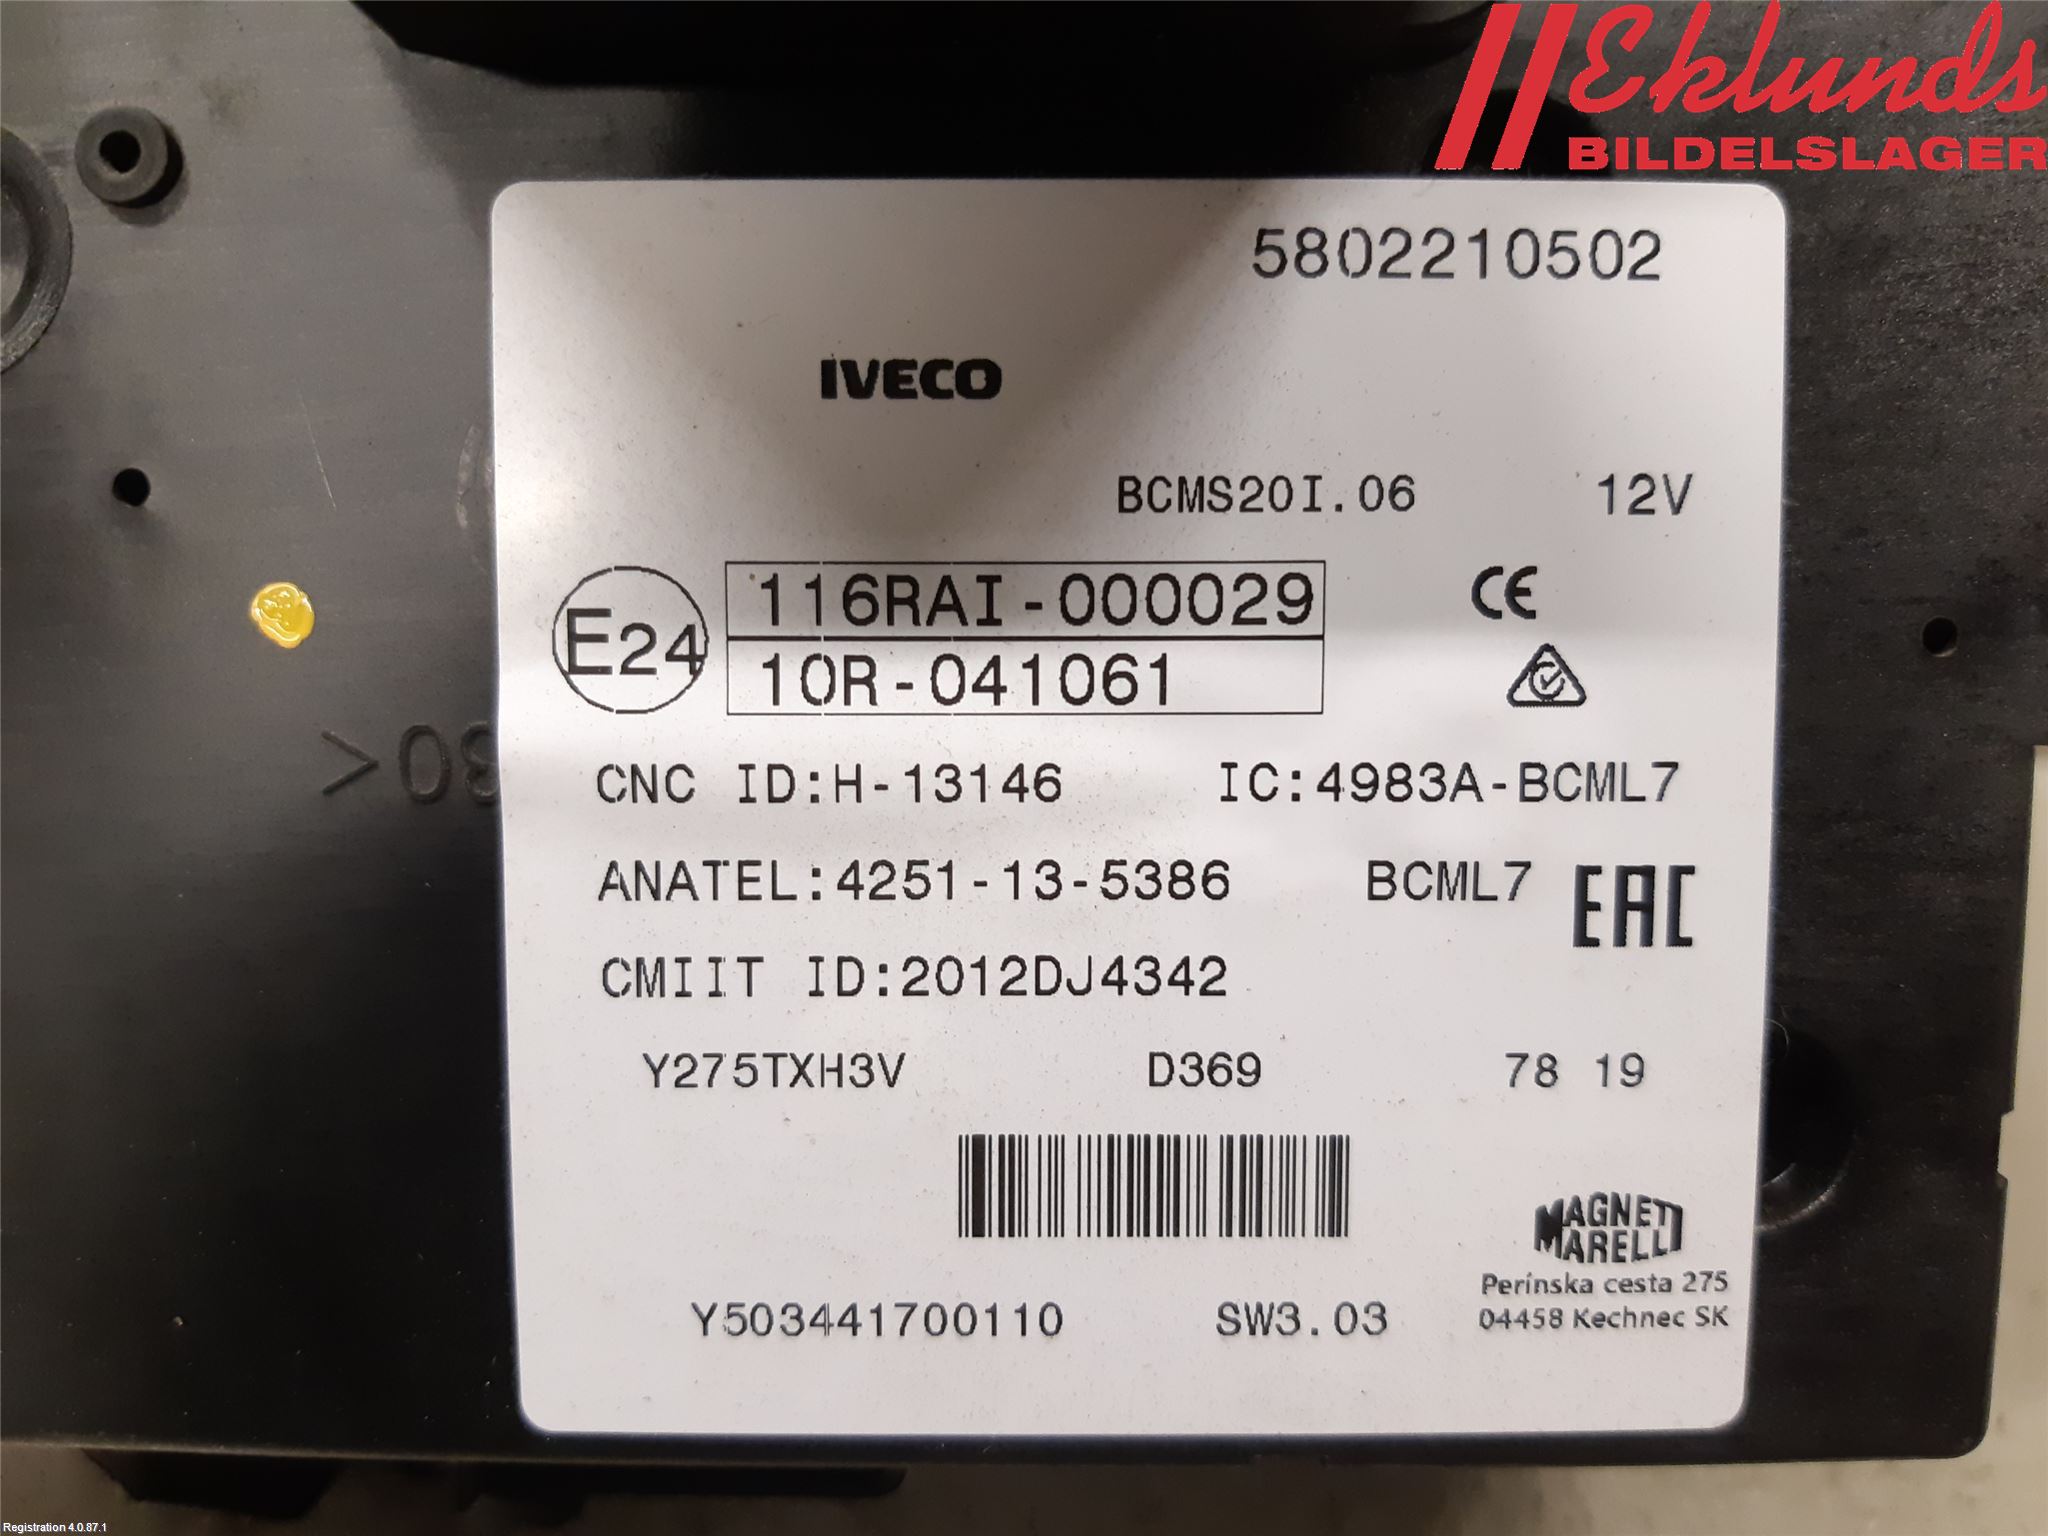 Eklunds
BILDELSLAGER
5802210502
IVECO
BCMS20I.06 12V
E24 116RAI-000029 CE
10R-041061
CNC ID:H-13146 IC:4983A-BCML7
ANATEL:4251-13-5386 BCML7 EAC
CMIIT ID:2012DJ4342
Y275TXH3V D369 78 19
MAGNETI
MARELLI
Perinska cesta 275
Y503441700110 SW3.03 04458 Kechnec SK
Registration 4.0.87.1